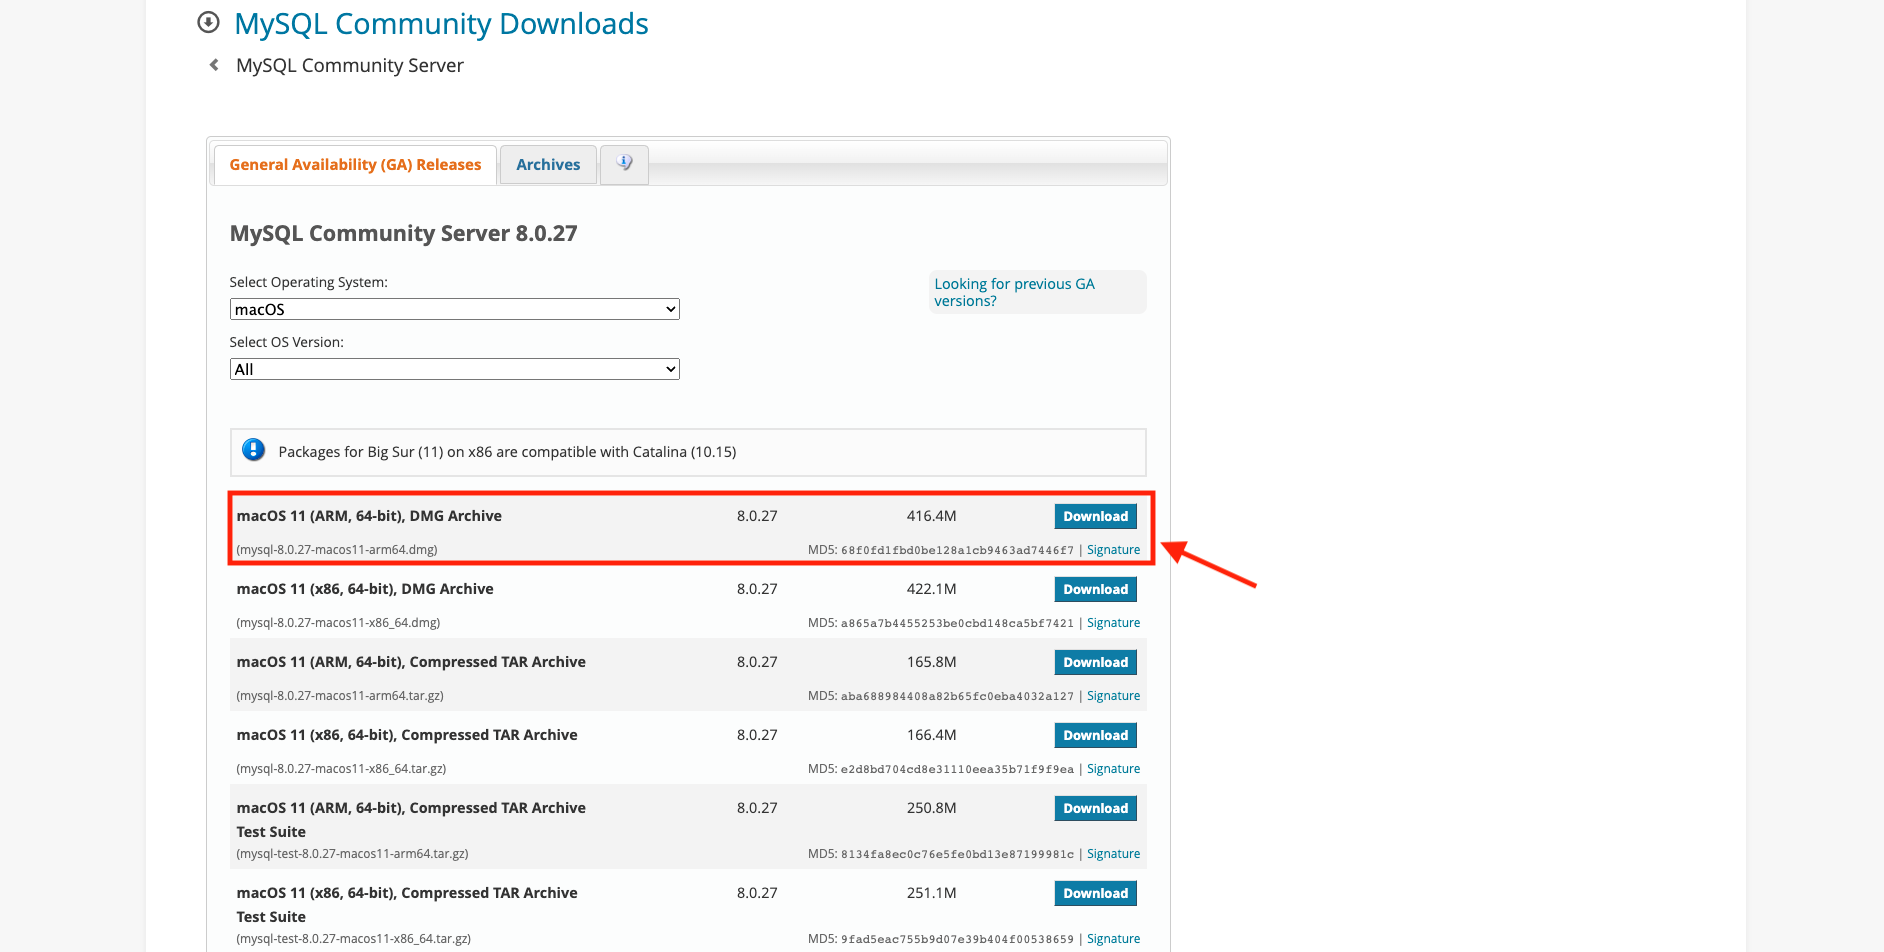 MySQL Community Downloads
MySQL Community Server
General Availability (GA) Releases
Archives
MySQL Community Server 8.0.27
Select Operating System:
macOS
Looking for previous GA
versions?
Select OS Version:
All
Packages for Big Sur (11) on x86 are compatible with Catalina (10.15)
macOS 11 (ARM, 64-bit), DMG Archive 8.0.27 416.4M Download
(mysql-8.0.27-macos11-arm64.dmg) MD5: 68f0fd1fbd0be128a1cb9463ad7446f7 | Signature
macOS 11 (x86, 64-bit), DMG Archive 8.0.27 422.1M Download
(mysql-8.0.27-macos11-x86_64.dmg) MD5: a865a7b4455253be0cbd148ca5bf7421 | Signature
macOS 11 (ARM, 64-bit), Compressed TAR Archive 8.0.27 165.8M Download
(mysql-8.0.27-macos11-arm64.tar.gz) MD5: aba688984408a82b65fc0eba4032a127 | Signature
macOS 11 (x86, 64-bit), Compressed TAR Archive 8.0.27 166.4M Download
(mysql-8.0.27-macos11-x86_64.tar.gz) MD5: e2d8bd704cd8e31110eea35b71f9f9ea | Signature
macOS 11 (ARM, 64-bit), Compressed TAR Archive 8.0.27 250.8M Download
Test Suite
(mysql-test-8.0.27-macos11-arm64.tar.gz) MD5: 8134fa8ec0c76e5fe0bd13e87199981c | Signature
macOS 11 (x86, 64-bit), Compressed TAR Archive 8.0.27 251.1M Download
Test Suite
(mysql-test-8.0.27-macos11-x86_64.tar.gz) MD5: 9fad5eac755b9d07e39b404f00538659 | Signature